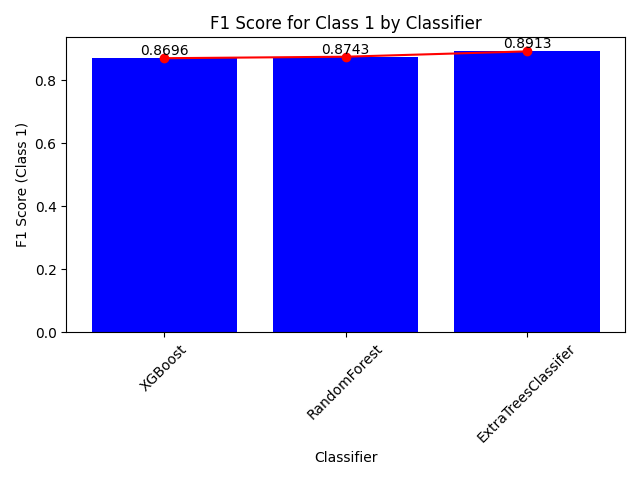 F1 Score for Class 1 by Classifier
0.8696
0.8743
0.8913
0.8
0.6
0.4
0.2
0.0
F1 Score (Class 1)
XGBoost
RandomForest
ExtraTreesClassifer
Classifier